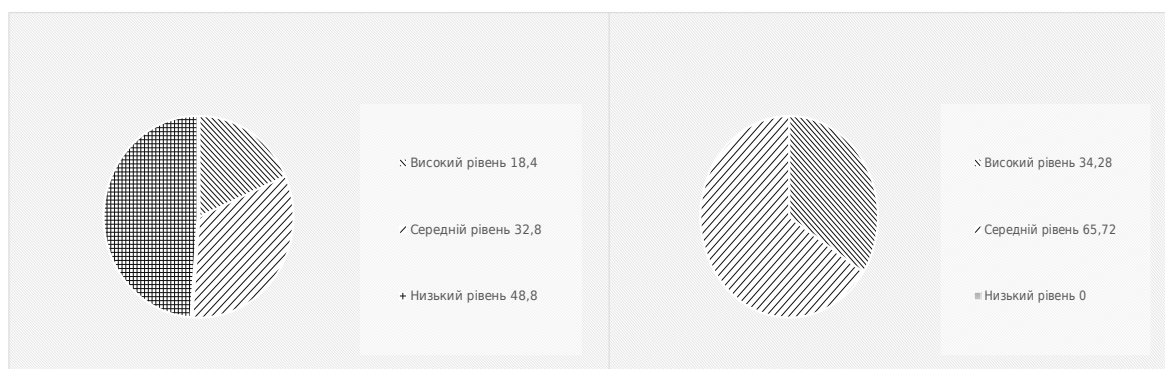 Високий рівень 18,4
Середній рівень 32,8
Низький рівень 48,8
Високий рівень 34,28
Середній рівень 65,72
Низький рівень 0